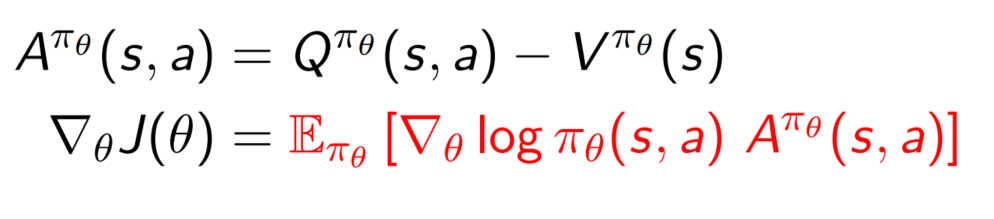 A^{π_θ}(s, a) = Q^{π_θ}(s, a) − V^{π_θ}(s)
∇_θ J(θ) = 𝔼_{π_θ} [∇_θ log π_θ(s, a) A^{π_θ}(s, a)]